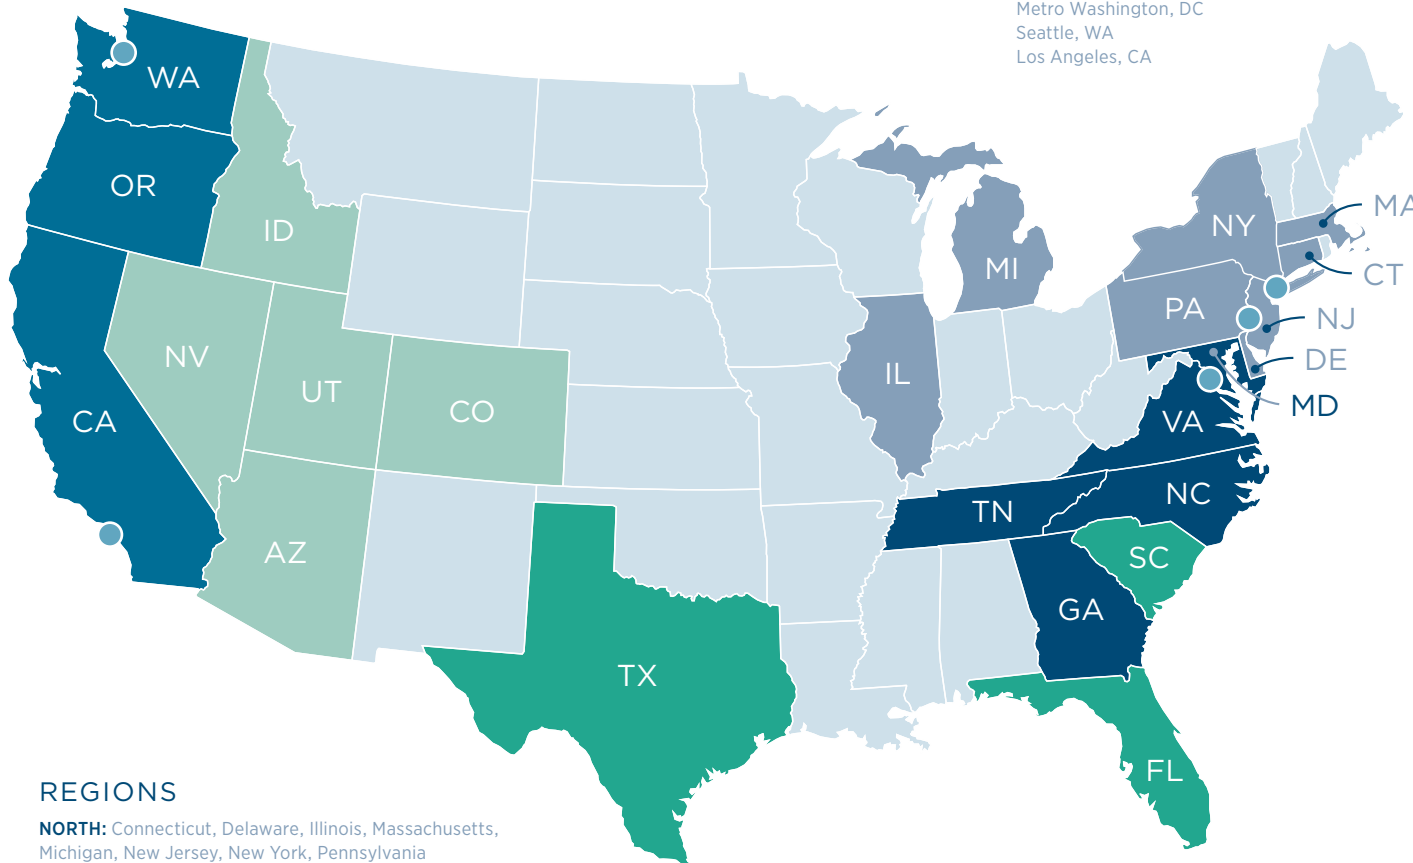 Metro Washington, DC
Seattle, WA
Los Angeles, CA
WA
OR
ID
MI
NY
MA
CT
PA
NJ
NV
UT
CO
IL
DE
MD
CA
VA
NC
TN
AZ
SC
GA
TX
FL
REGIONS
NORTH: Connecticut, Delaware, Illinois, Massachusetts,
Michigan, New Jersey, New York, Pennsylvania